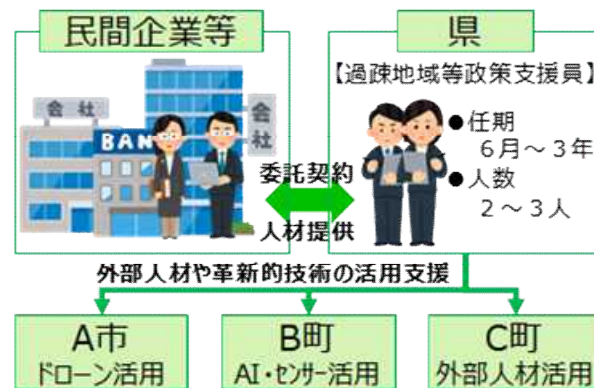 民間企業等
県
【過疎地域等政策支援員】
会社
BAN
会社
●任期
6月～3年
●人数
2～3人
委託契約
人材提供
外部人材や革新的技術の活用支援
A市
ドローン活用
B町
AI・センサー活用
C町
外部人材活用